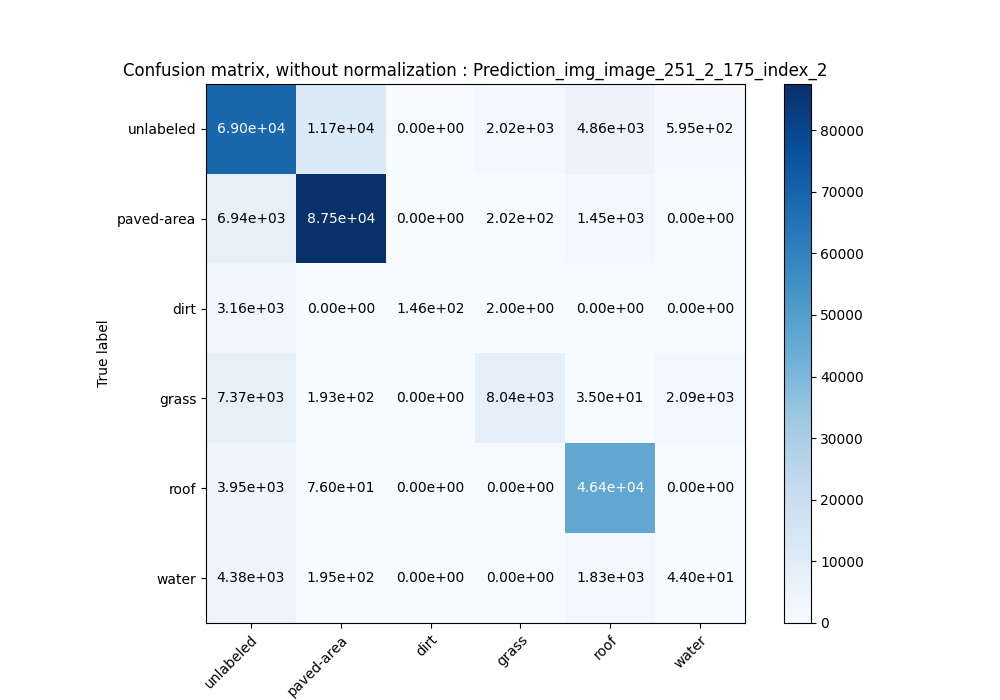 Confusion matrix, without normalization : Prediction_img_image_251_2_175_index_2
unlabeled 6.90e+04 1.17e+04 0.00e+00 2.02e+03 4.86e+03 5.95e+02
paved-area 6.94e+03 8.75e+04 0.00e+00 2.02e+02 1.45e+03 0.00e+00
dirt 3.16e+03 0.00e+00 1.46e+02 2.00e+00 0.00e+00 0.00e+00
grass 7.37e+03 1.93e+02 0.00e+00 8.04e+03 3.50e+01 2.09e+03
roof 3.95e+03 7.60e+01 0.00e+00 0.00e+00 4.64e+04 0.00e+00
water 4.38e+03 1.95e+02 0.00e+00 0.00e+00 1.83e+03 4.40e+01
True label
unlabeled paved-area dirt grass roof water
80000
70000
60000
50000
40000
30000
20000
10000
0